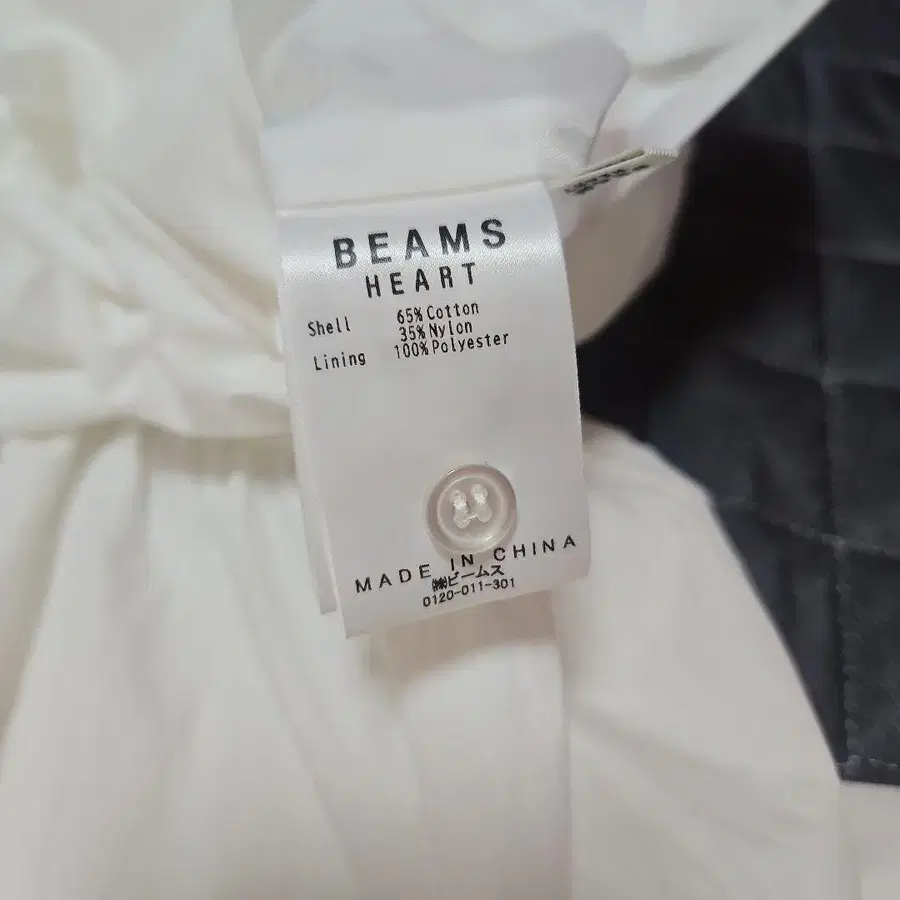 BEAMS
HEART
Shell 65% Cotton
35% Nylon
Lining 100% Polyester
MADE IN CHINA
㈱ビームス
0120-011-301